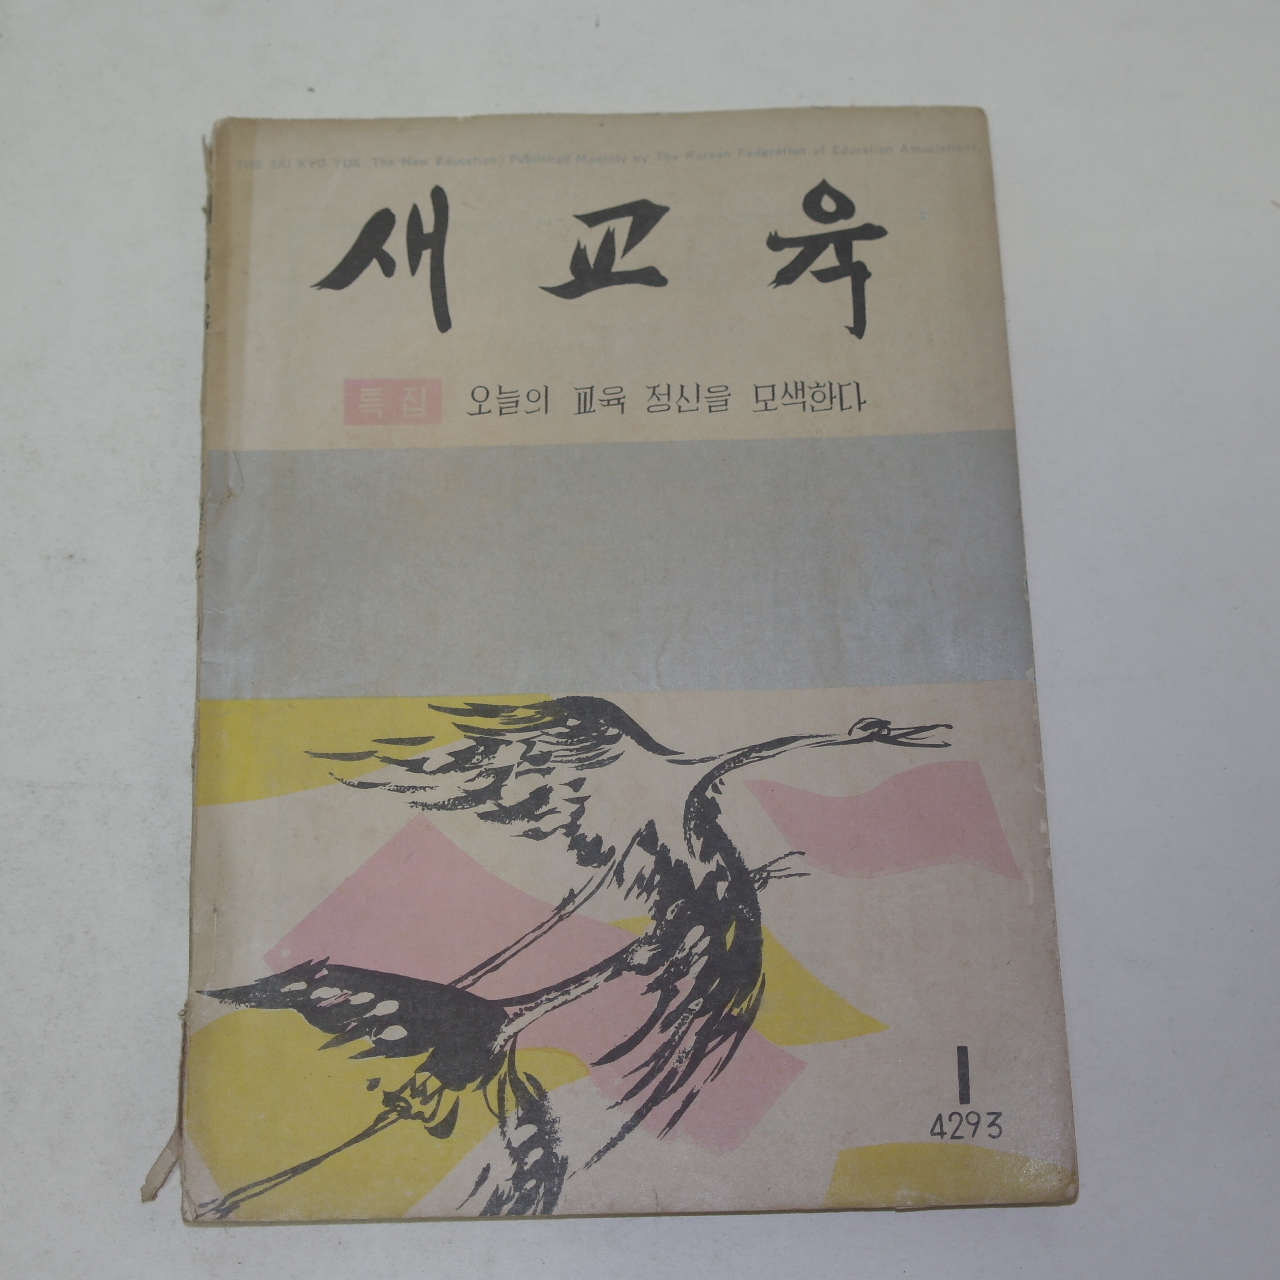 THE SAI KYO YUK (The New Education) Published Monthly by The Korean Federation of Education Associations.
새교육
특집 오늘의 교육 정신을 모색한다
1
4293